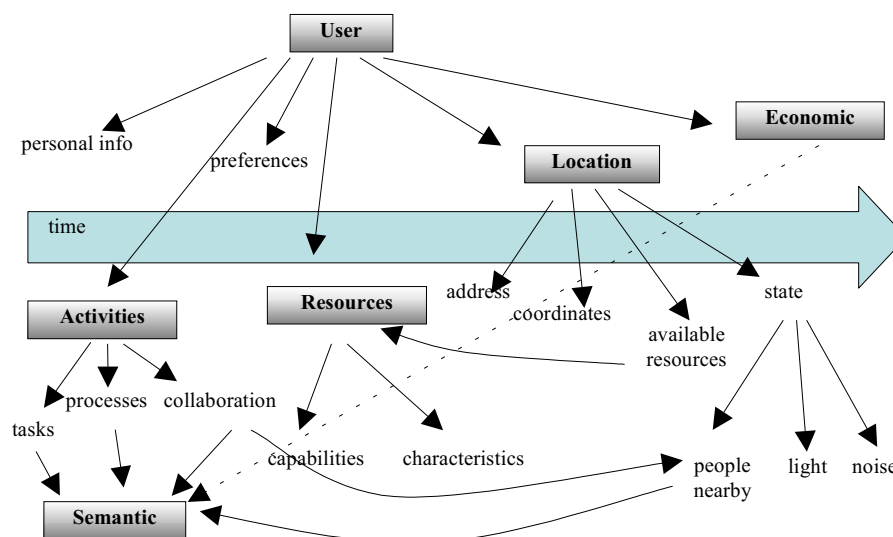 User
Economic
personal info
preferences
Location
time
address
coordinates
state
Activities
Resources
available
resources
processes
collaboration
tasks
capabilities
characteristics
people
nearby
light
noise
Semantic